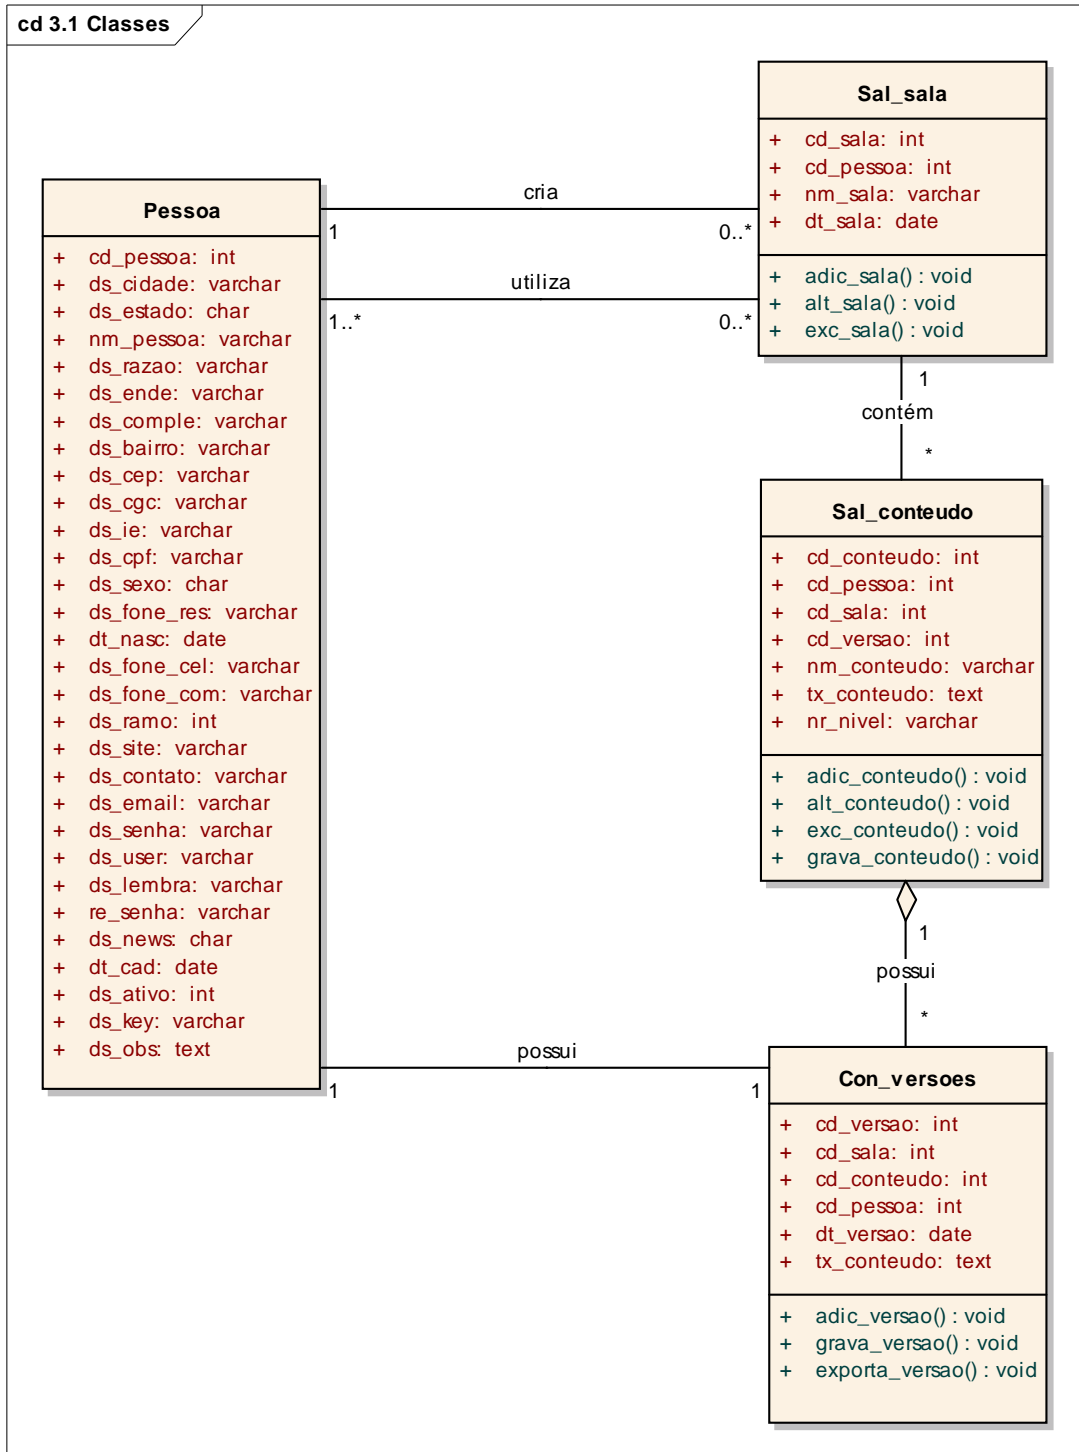 cd 3.1 Classes
Pessoa
+ cd_pessoa: int
+ ds_cidade: varchar
+ ds_estado: char
+ nm_pessoa: varchar
+ ds_razao: varchar
+ ds_ende: varchar
+ ds_comple: varchar
+ ds_bairro: varchar
+ ds_cep: varchar
+ ds_cgc: varchar
+ ds_ie: varchar
+ ds_cpf: varchar
+ ds_sexo: char
+ ds_fone_res: varchar
+ dt_nasc: date
+ ds_fone_cel: varchar
+ ds_fone_com: varchar
+ ds_ramo: int
+ ds_site: varchar
+ ds_contato: varchar
+ ds_email: varchar
+ ds_senha: varchar
+ ds_user: varchar
+ ds_lembra: varchar
+ re_senha: varchar
+ ds_news: char
+ dt_cad: date
+ ds_ativo: int
+ ds_key: varchar
+ ds_obs: text
cria
1
0..*
utiliza
1..*
0..*
Sal_sala
+ cd_sala: int
+ cd_pessoa: int
+ nm_sala: varchar
+ dt_sala: date
+ adic_sala() : void
+ alt_sala() : void
+ exc_sala() : void
1
contém
*
Sal_conteudo
+ cd_conteudo: int
+ cd_pessoa: int
+ cd_sala: int
+ cd_versao: int
+ nm_conteudo: varchar
+ tx_conteudo: text
+ nr_nivel: varchar
+ adic_conteudo() : void
+ alt_conteudo() : void
+ exc_conteudo() : void
+ grava_conteudo() : void
1
possui
*
possui
1
1
Con_versoes
+ cd_versao: int
+ cd_sala: int
+ cd_conteudo: int
+ cd_pessoa: int
+ dt_versao: date
+ tx_conteudo: text
+ adic_versao() : void
+ grava_versao() : void
+ exporta_versao() : void